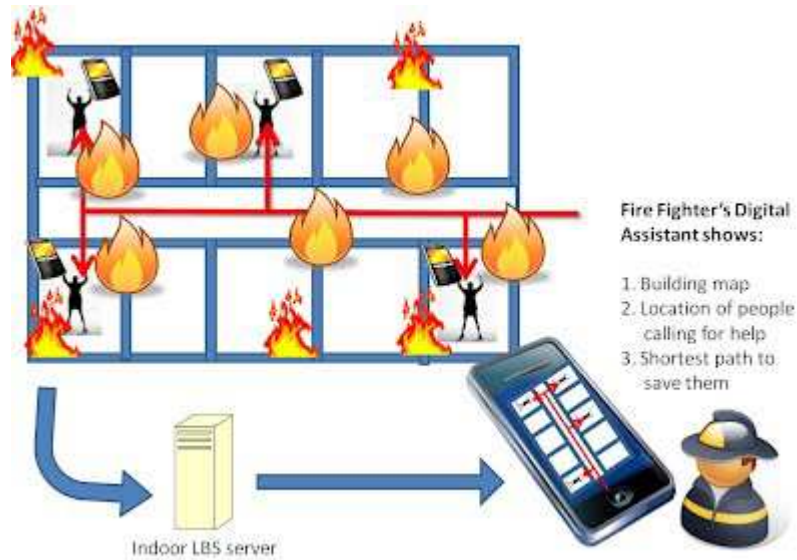 Fire Fighter's Digital
Assistant shows:
1. Building map
2. Location of people
calling for help
3. Shortest path to
save them
Indoor LBS server